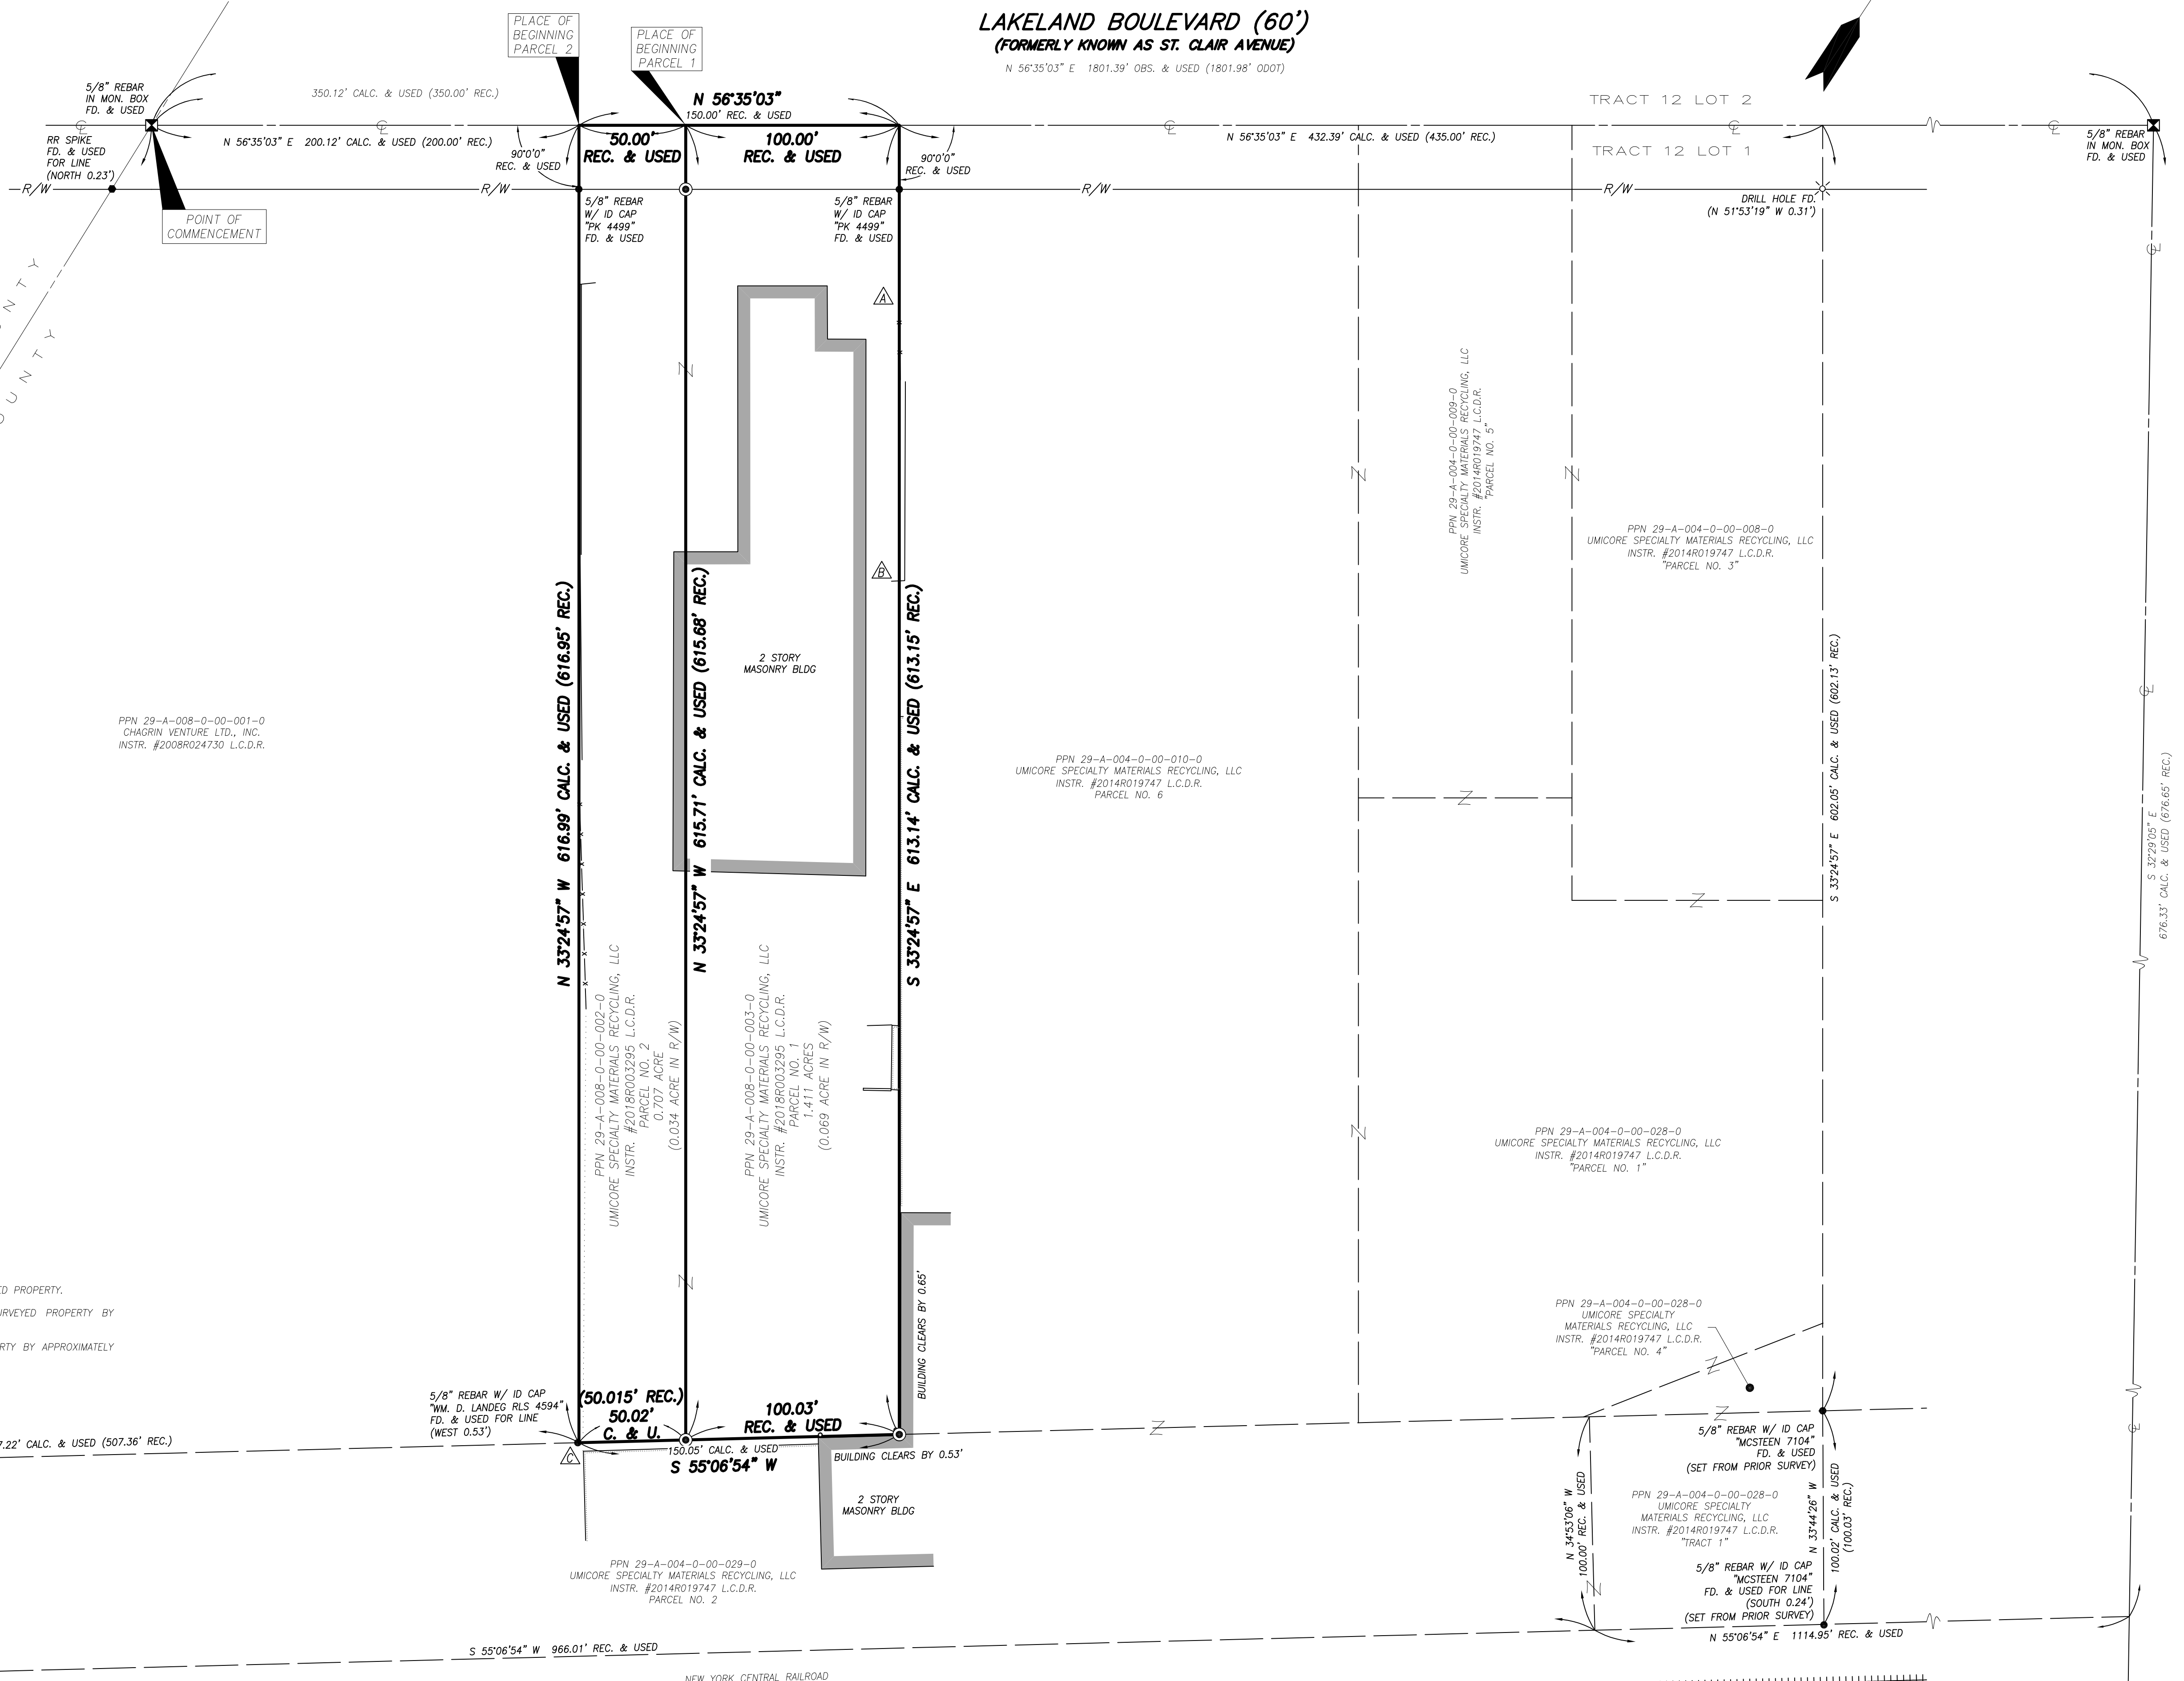 LAKELAND BOULEVARD (60')
(FORMERLY KNOWN AS ST. CLAIR AVENUE)
N 56°35'03" E 1801.39' OBS. & USED (1801.98' ODOT)
PLACE OF
BEGINNING
PARCEL 2
PLACE OF
BEGINNING
PARCEL 1
5/8" REBAR
IN MON. BOX
FD. & USED
350.12' CALC. & USED (350.00' REC.)
N 56°35'03"
150.00' REC. & USED
TRACT 12 LOT 2
TRACT 12 LOT 1
RR SPIKE
FD. & USED
FOR LINE
(NORTH 0.23')
N 56°35'03" E 200.12' CALC. & USED (200.00' REC.)
90°0'0"
REC. & USED
50.00'
REC. & USED
100.00'
REC. & USED
90°0'0"
REC. & USED
N 56°35'03" E 432.39' CALC. & USED (435.00' REC.)
5/8" REBAR
IN MON. BOX
FD. & USED
R/W
R/W
R/W
R/W
POINT OF
COMMENCEMENT
5/8" REBAR
W/ ID CAP
"PK 4499"
FD. & USED
5/8" REBAR
W/ ID CAP
"PK 4499"
FD. & USED
DRILL HOLE FD.
(N 51°53'19" W 0.31')
NTY
OUNTY
A
B
2 STORY
MASONRY BLDG
N 33°24'57" W 616.99' CALC. & USED (616.95' REC.)
N 33°24'57" W 615.71' CALC. & USED (615.68' REC.)
S 33°24'57" E 613.14' CALC. & USED (613.15' REC.)
PPN 29-A-004-0-00-009-0
UMICORE SPECIALTY MATERIALS RECYCLING, LLC
INSTR. #2014R019747 L.C.D.R.
"PARCEL NO. 5"
PPN 29-A-004-0-00-008-0
UMICORE SPECIALTY MATERIALS RECYCLING, LLC
INSTR. #2014R019747 L.C.D.R.
"PARCEL NO. 3"
S 33°24'57" E 602.05' CALC. & USED (602.13' REC.)
S 32°29'05" E
676.33' CALC. & USED (676.65' REC.)
PPN 29-A-008-0-00-001-0
CHAGRIN VENTURE LTD., INC.
INSTR. #2008R024730 L.C.D.R.
PPN 29-A-004-0-00-010-0
UMICORE SPECIALTY MATERIALS RECYCLING, LLC
INSTR. #2014R019747 L.C.D.R.
PARCEL NO. 6
PPN 29-A-008-0-00-002-0
UMICORE SPECIALTY MATERIALS RECYCLING, LLC
INSTR. #2018R003295 L.C.D.R.
PARCEL NO. 2
0.707 ACRE
(0.034 ACRE IN R/W)
PPN 29-A-008-0-00-003-0
UMICORE SPECIALTY MATERIALS RECYCLING, LLC
INSTR. #2018R003295 L.C.D.R.
PARCEL NO. 1
1.411 ACRES
(0.069 ACRE IN R/W)
PPN 29-A-004-0-00-028-0
UMICORE SPECIALTY MATERIALS RECYCLING, LLC
INSTR. #2014R019747 L.C.D.R.
"PARCEL NO. 1"
ED PROPERTY.
URVEYED PROPERTY BY
RTY BY APPROXIMATELY
BUILDING CLEARS BY 0.65'
PPN 29-A-004-0-00-028-0
UMICORE SPECIALTY
MATERIALS RECYCLING, LLC
INSTR. #2014R019747 L.C.D.R.
"PARCEL NO. 4"
5/8" REBAR W/ ID CAP
"WM. D. LANDEG RLS 4594"
FD. & USED FOR LINE
(WEST 0.53')
(50.015' REC.)
50.02'
C. & U.
100.03'
REC. & USED
7.22' CALC. & USED (507.36' REC.)
C
150.05' CALC. & USED
S 55°06'54" W
BUILDING CLEARS BY 0.53'
2 STORY
MASONRY BLDG
5/8" REBAR W/ ID CAP
"MCSTEEN 7104"
FD. & USED
(SET FROM PRIOR SURVEY)
N 34°53'06" W
100.00' REC. & USED
PPN 29-A-004-0-00-028-0
UMICORE SPECIALTY
MATERIALS RECYCLING, LLC
INSTR. #2014R019747 L.C.D.R.
"TRACT 1"
N 33°44'26" W
100.02' CALC. & USED
(100.03' REC.)
5/8" REBAR W/ ID CAP
"MCSTEEN 7104"
FD. & USED FOR LINE
(SOUTH 0.24')
(SET FROM PRIOR SURVEY)
PPN 29-A-004-0-00-029-0
UMICORE SPECIALTY MATERIALS RECYCLING, LLC
INSTR. #2014R019747 L.C.D.R.
PARCEL NO. 2
S 55°06'54" W 966.01' REC. & USED
N 55°06'54" E 1114.95' REC. & USED
NEW YORK CENTRAL RAILROAD